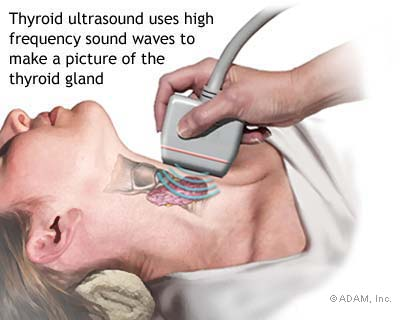 Thyroid ultrasound uses high
frequency sound waves to
make a picture of the
thyroid gland
©ADAM, Inc.